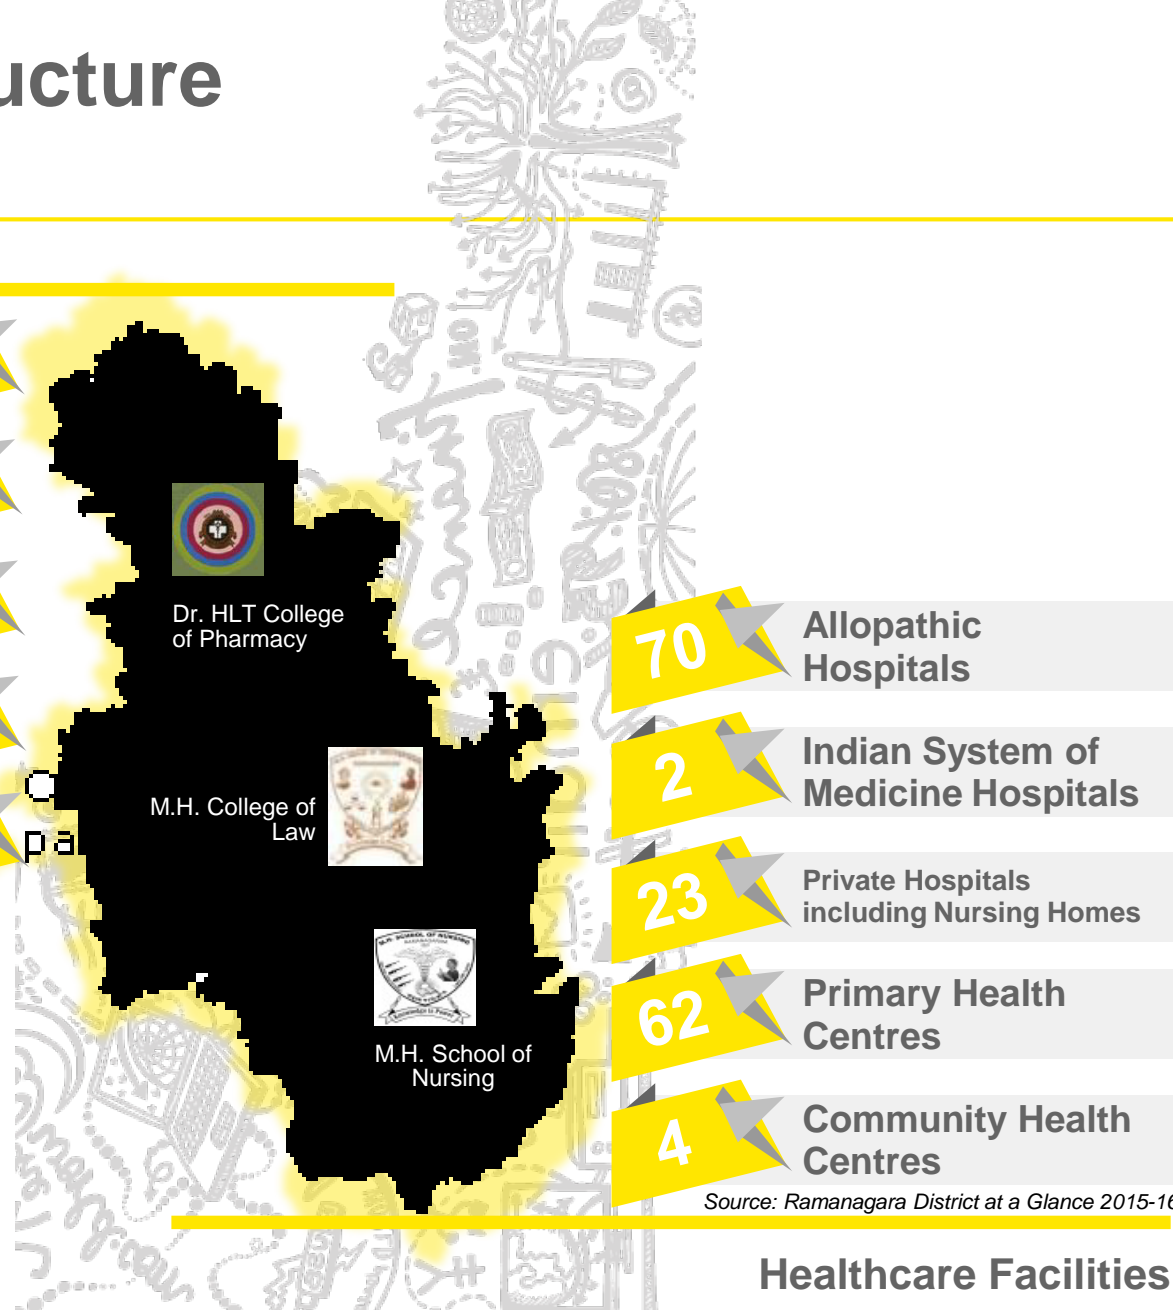 ucture
Dr. HLT College
of Pharmacy
M.H. College of
Law
M.H. School of
Nursing
70
Allopathic
Hospitals
2
Indian System of
Medicine Hospitals
23
Private Hospitals
including Nursing Homes
62
Primary Health
Centres
4
Community Health
Centres
Source: Ramanagara District at a Glance 2015-16
Healthcare Facilities